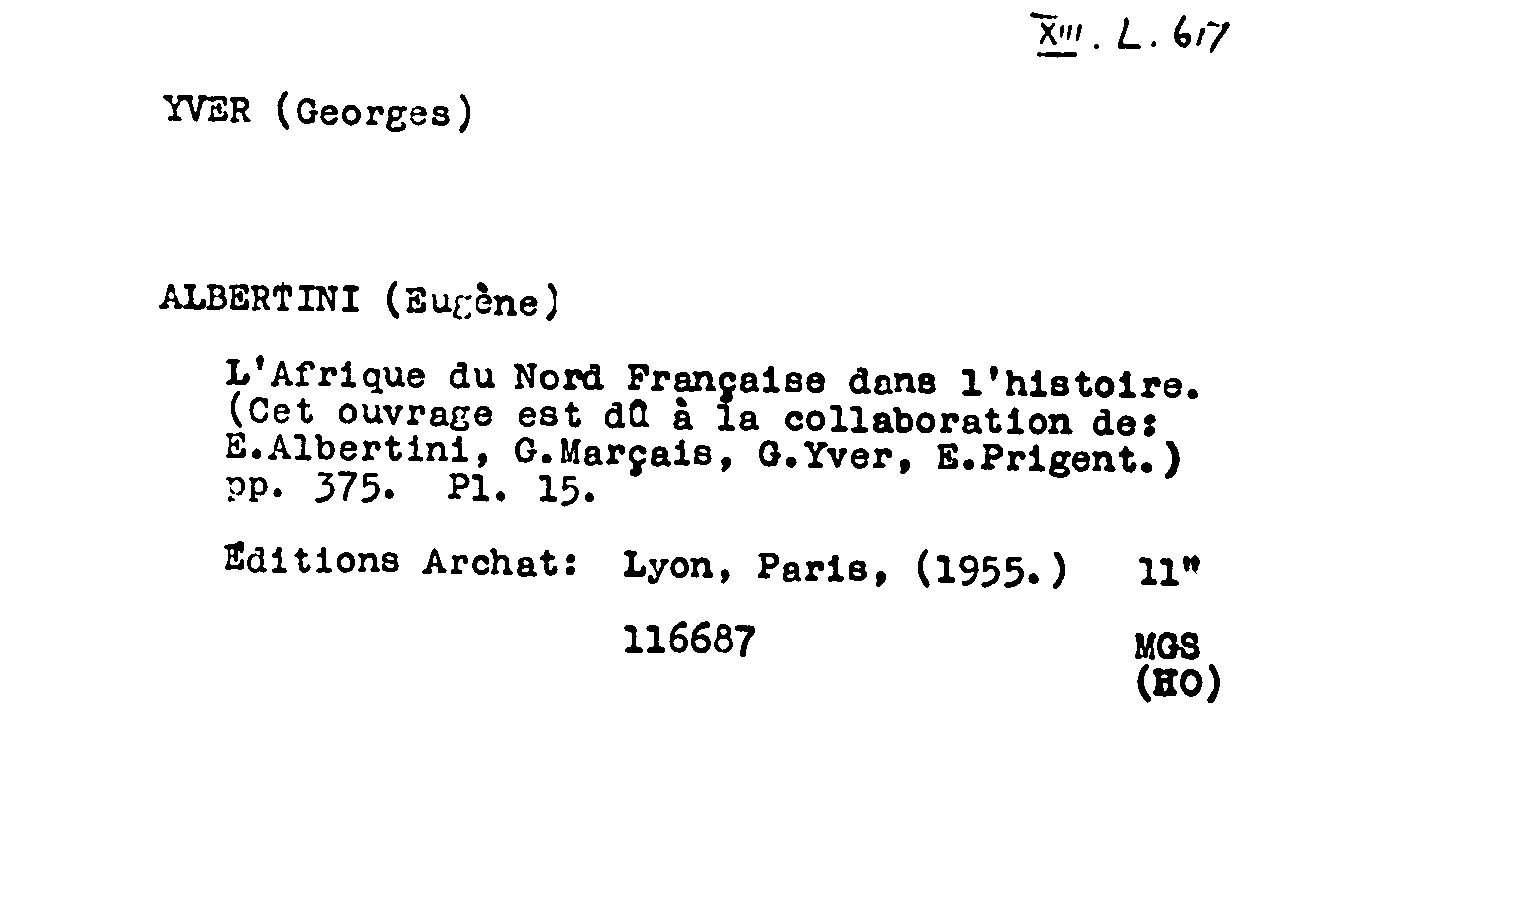 XIII. L. 617
YVER (Georges)
ALBERTINI (Eugène)
L'Afrique du Nord Française dans l'histoire.
(Cet ouvrage est dû à la collaboration de:
E.Albertini, G.Marçais, G.Yver, E.Prigent.)
pp. 375. Pl. 15.
Éditions Archat: Lyon, Paris, (1955.) 11"
116687 MGS
(HO)